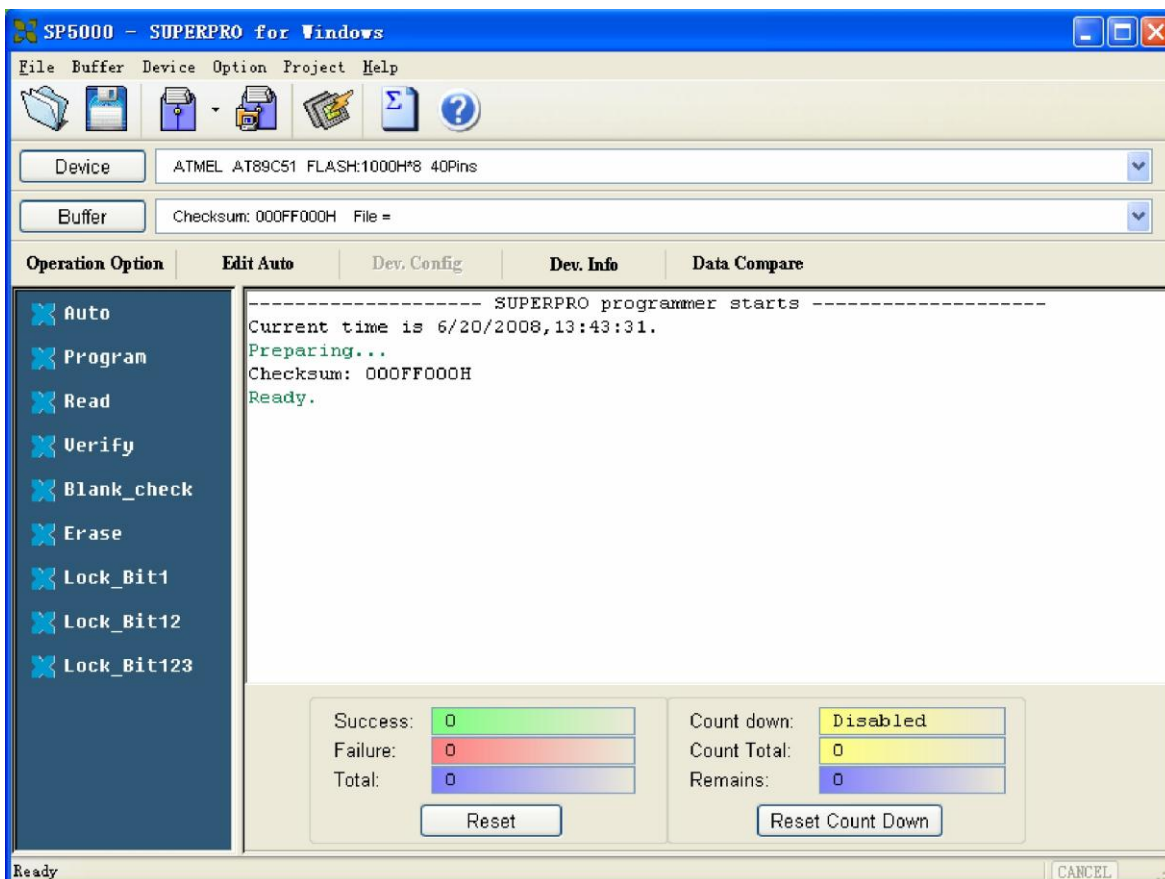 SP5000 - SUPERPRO for Windows
File Buffer Device Option Project Help
Device ATMEL AT89C51 FLASH:1000H*8 40Pins
Buffer Checksum: 000FF000H File =
Operation Option Edit Auto Dev. Config Dev. Info Data Compare
Auto
Program
Read
Verify
Blank_check
Erase
Lock_Bit1
Lock_Bit12
Lock_Bit123
-------------------- SUPERPRO programmer starts --------------------
Current time is 6/20/2008,13:43:31.
Preparing...
Checksum: 000FF000H
Ready.
Success: 0
Failure: 0
Total: 0
Reset
Count down: Disabled
Count Total: 0
Remains: 0
Reset Count Down
Ready CANCEL